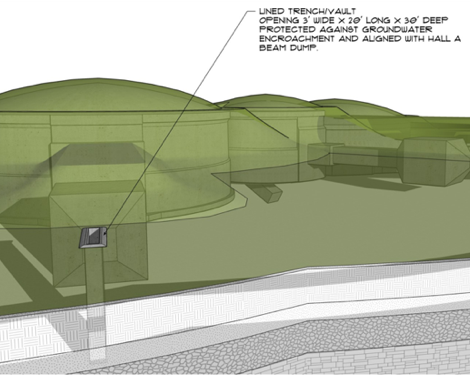 LINED TRENCH/VAULT
OPENING 3' WIDE X 20' LONG X 30' DEEP
PROTECTED AGAINST GROUNDWATER
ENCROACHMENT AND ALIGNED WITH HALL A
BEAM DUMP.